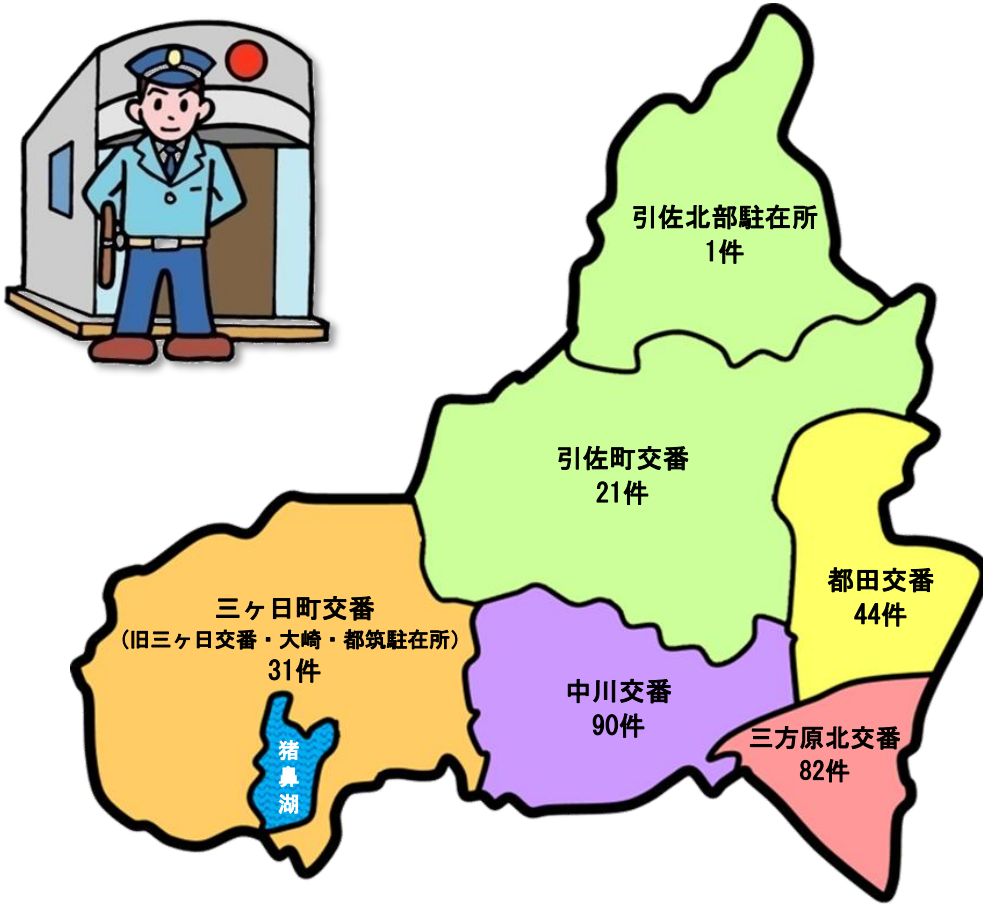 引佐北部駐在所
1件
引佐町交番
21件
都田交番
44件
三ヶ日町交番
（旧三ヶ日交番・大崎・都筑駐在所）
31件
中川交番
90件
三方原北交番
82件
猪鼻湖